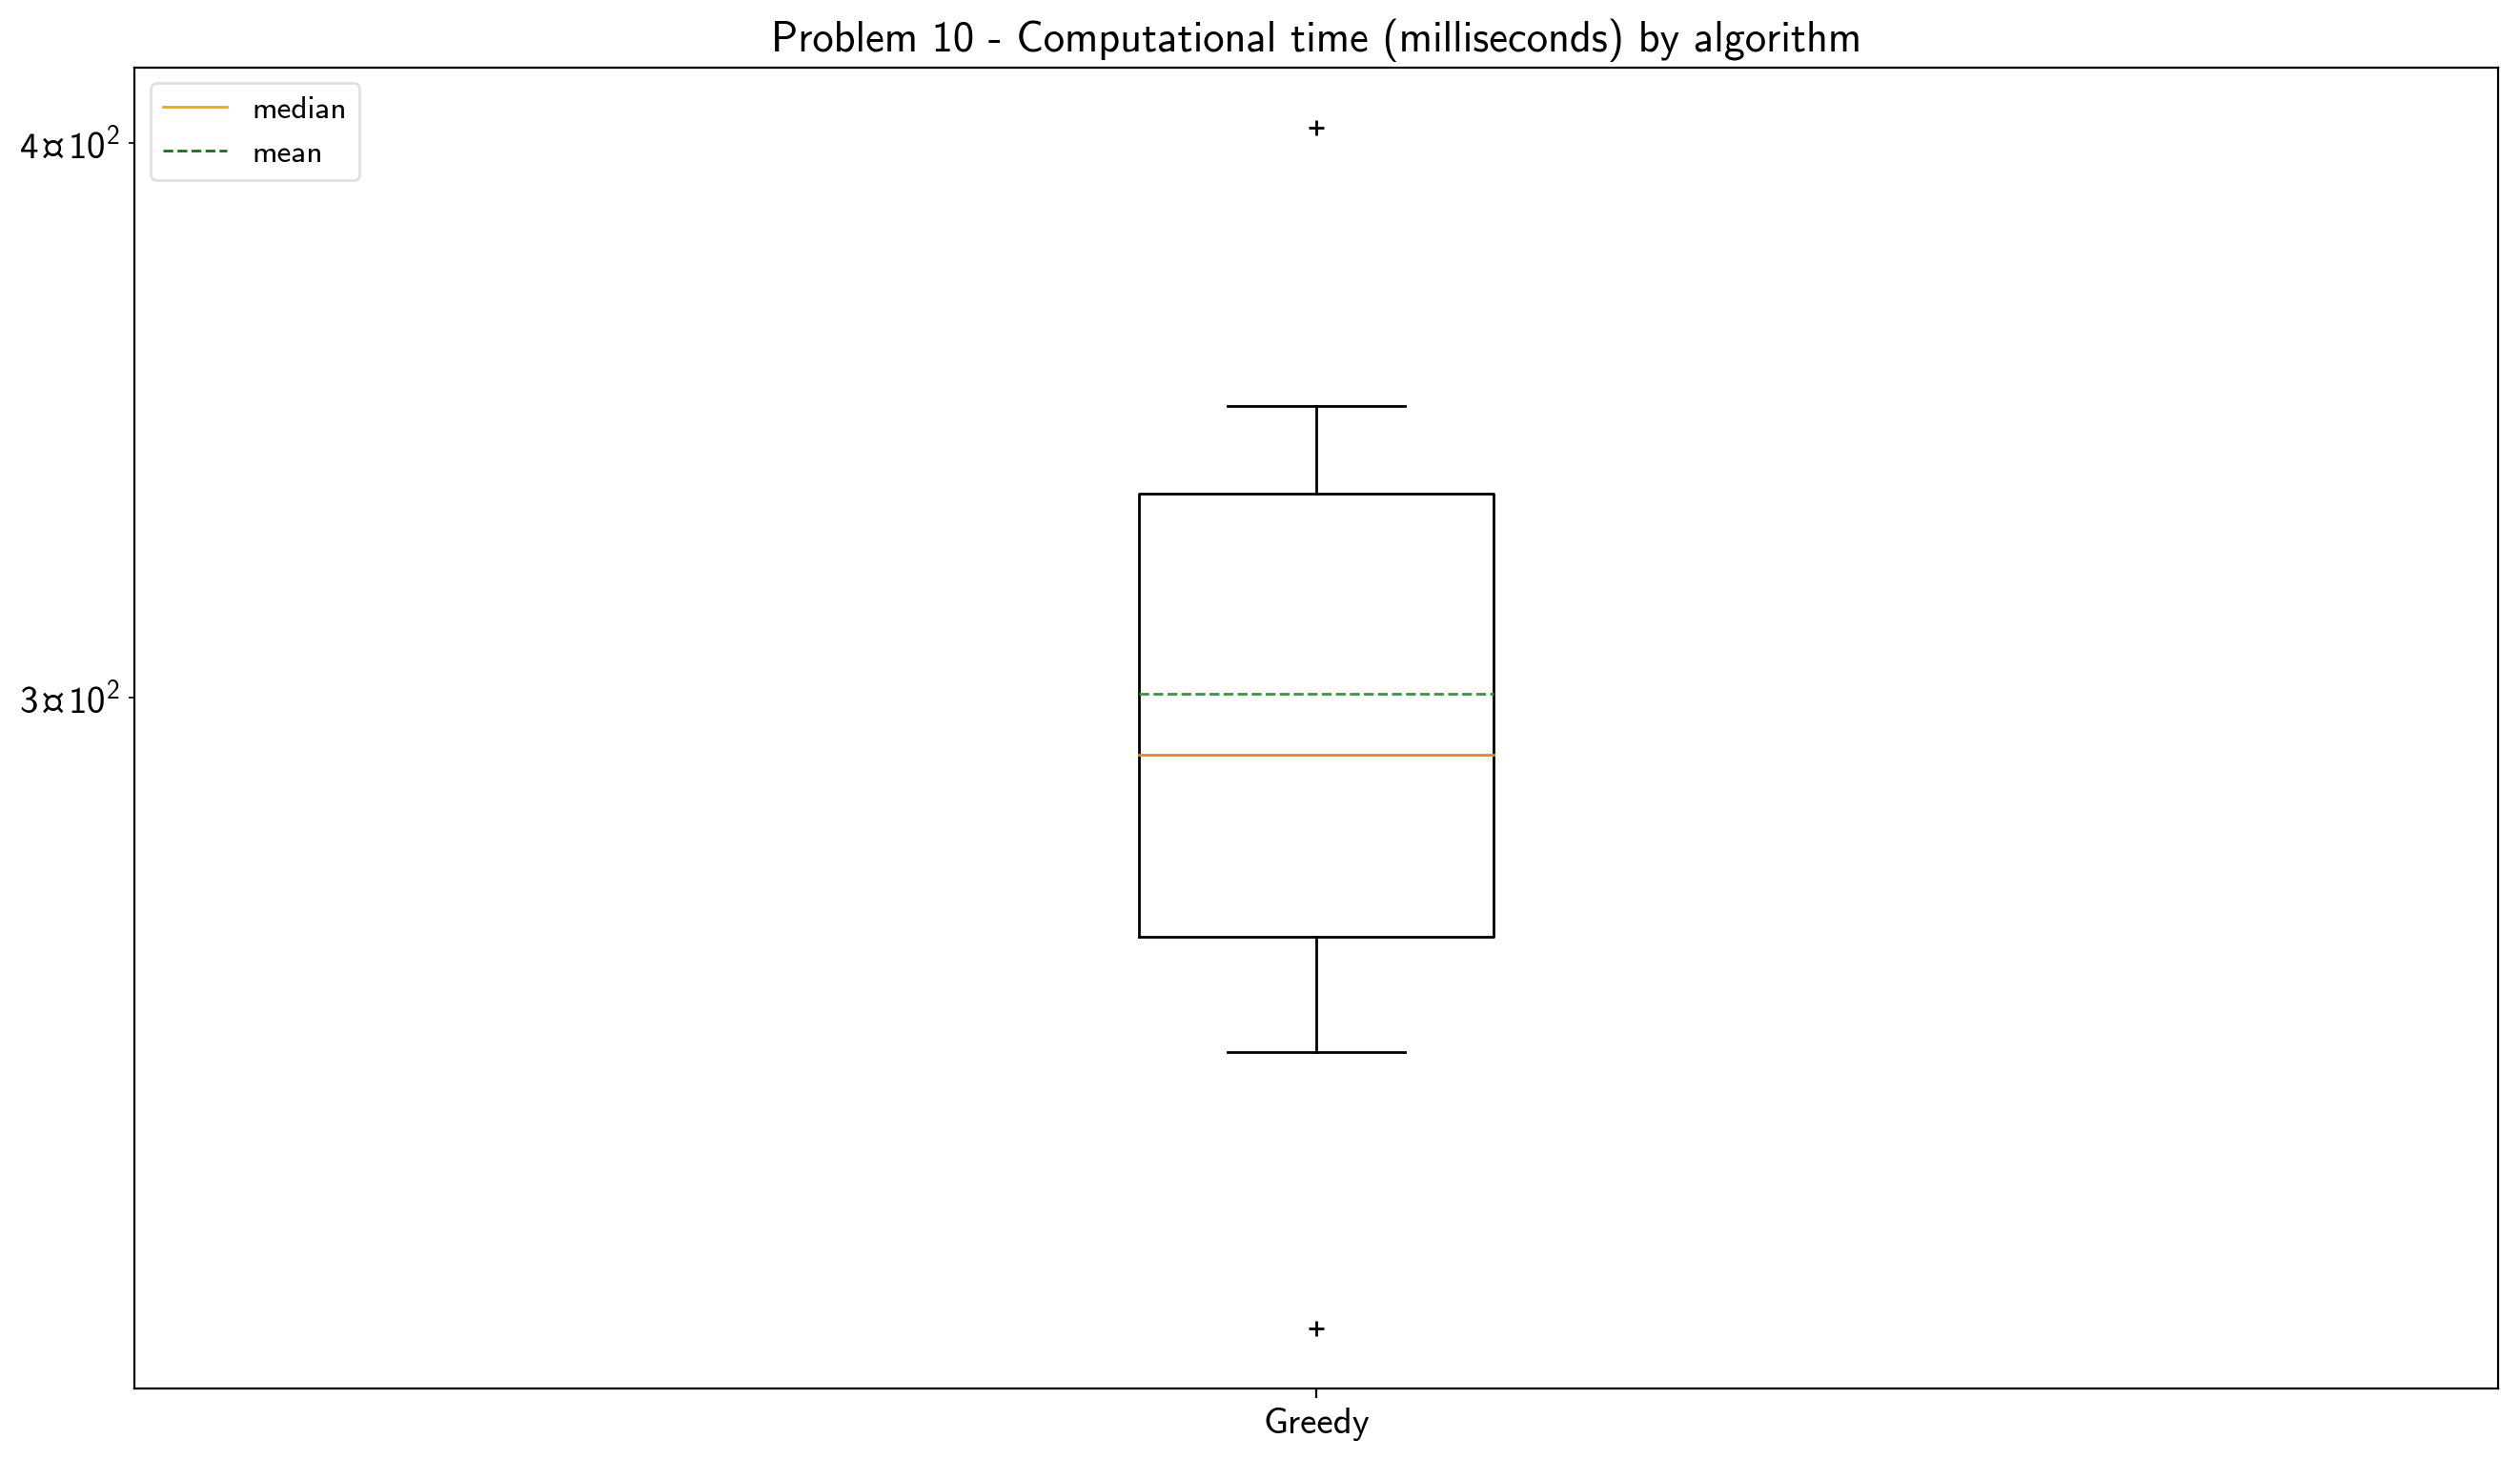 Problem 10 - Computational time (milliseconds) by algorithm
median
mean
4¤10²
3¤10²
Greedy